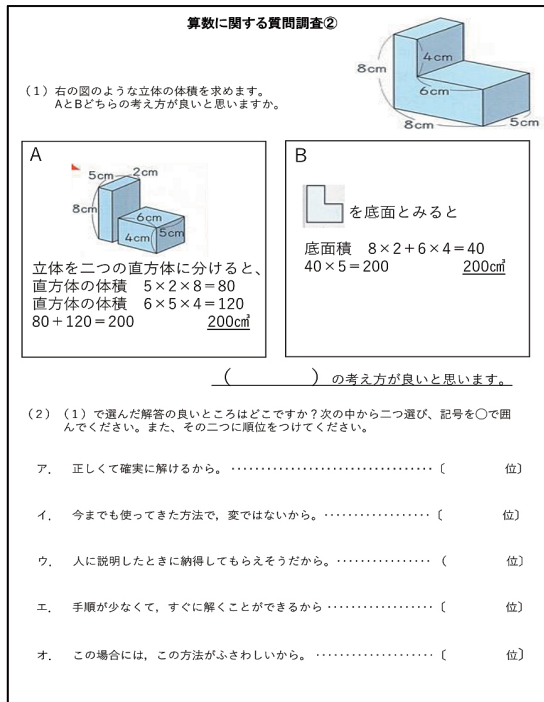 算数に関する質問調査②
8cm
4cm
6cm
8cm
5cm
(1)右の図のような立体の体積を求めます。
AとBどちらの考え方が良いと思いますか。
A
5cm
2cm
8cm
6cm
4cm
5cm
立体を二つの直方体に分けると、
直方体の体積 5×2×8=80
直方体の体積 6×5×4=120
80+120=200 200㎤
B
を底面とみると
底面積 8×2+6×4=40
40×5=200 200㎤
( )の考え方が良いと思います。
(2)(1)で選んだ解答の良いところはどこですか?次の中から二つ選び、記号を○で囲
んでください。また、その二つに順位をつけてください。
ア. 正しくて確実に解けるから。………………………………〔 位〕
イ. 今までも使ってきた方法で,変ではないから。………………〔 位〕
ウ. 人に説明したときに納得してもらえそうだから。………………( 位〕
エ. 手順が少なくて,すぐに解くことができるから………………〔 位〕
オ. この場合には,この方法がふさわしいから。…………………〔 位〕